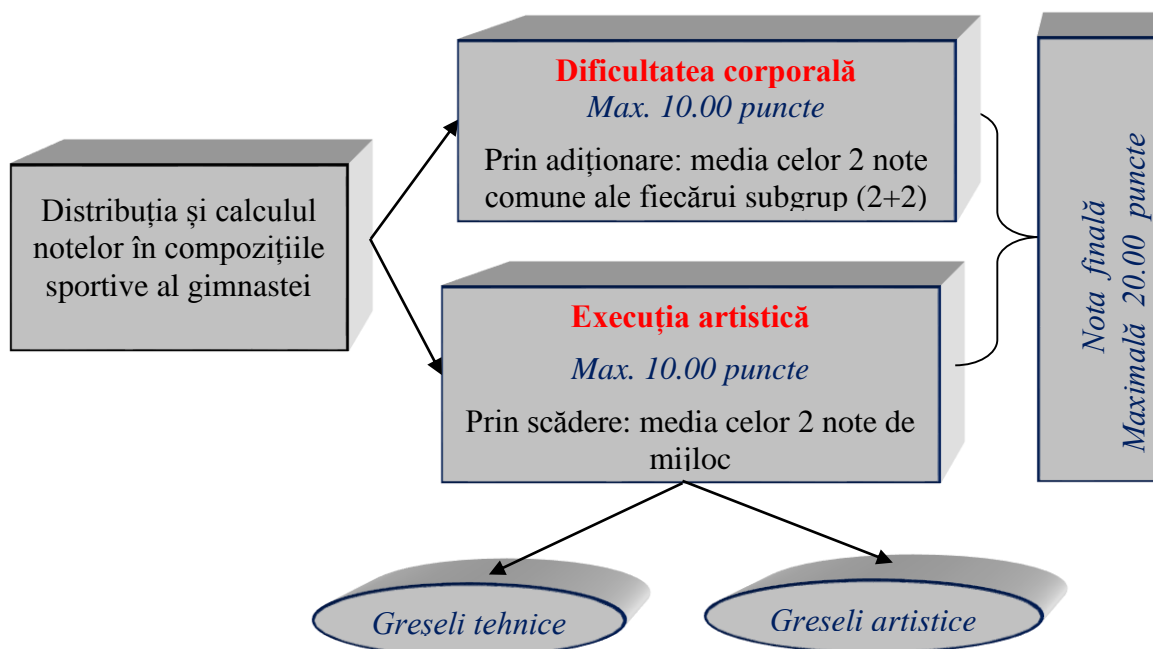 Distribuția și calculul
notelor în compozițiile
sportive al gimnastei
Dificultatea corporală
Max. 10.00 puncte
Prin adiționare: media celor 2 note
comune ale fiecărui subgrup (2+2)
Execuția artistică
Max. 10.00 puncte
Prin scădere: media celor 2 note de
mijloc
Nota finală
Maximală 20.00 puncte
Greșeli tehnice
Greseli artistice